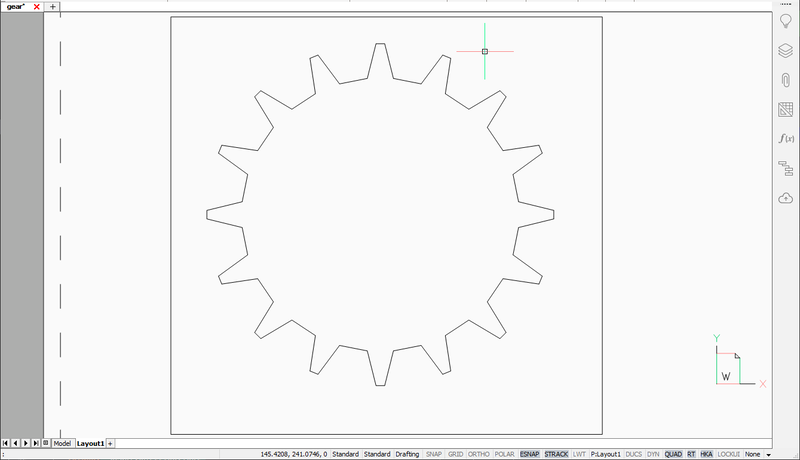 gear*
f(x)
Y
W
X
Model Layout1
: 145.4208, 241.0746, 0 Standard Standard Drafting SNAP GRID ORTHO POLAR ESNAP STRACK LWT P:Layout1 DUCS DYN QUAD RT HKA LOCKUI None